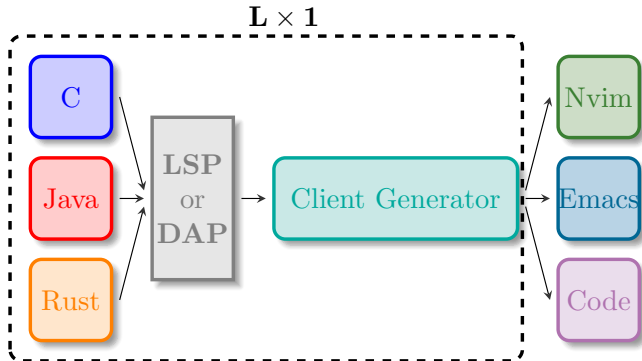 L × 1
C
Java
Rust
LSP
or
DAP
Client Generator
Nvim
Emacs
Code